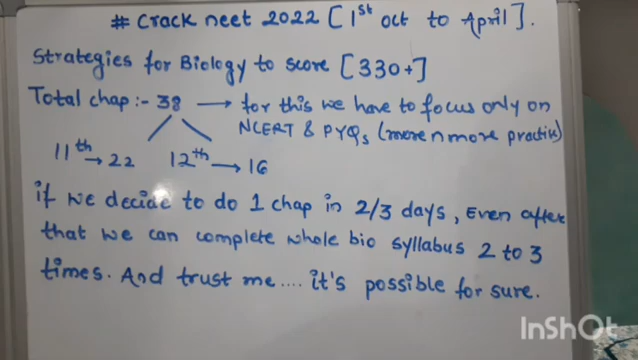 # Crack neet 2022 [1st oct to April].
Strategies for Biology to score [330+]
Total chap :- 38 → for this we have to focus only on
NCERT & PYQs (more n more practis)
11th → 22 12th → 16
if we decide to do 1 chap in 2/3 days, Even after
that we can complete whole bio syllabus 2 to 3
times. And trust me.... it's possible for sure.
InShOt